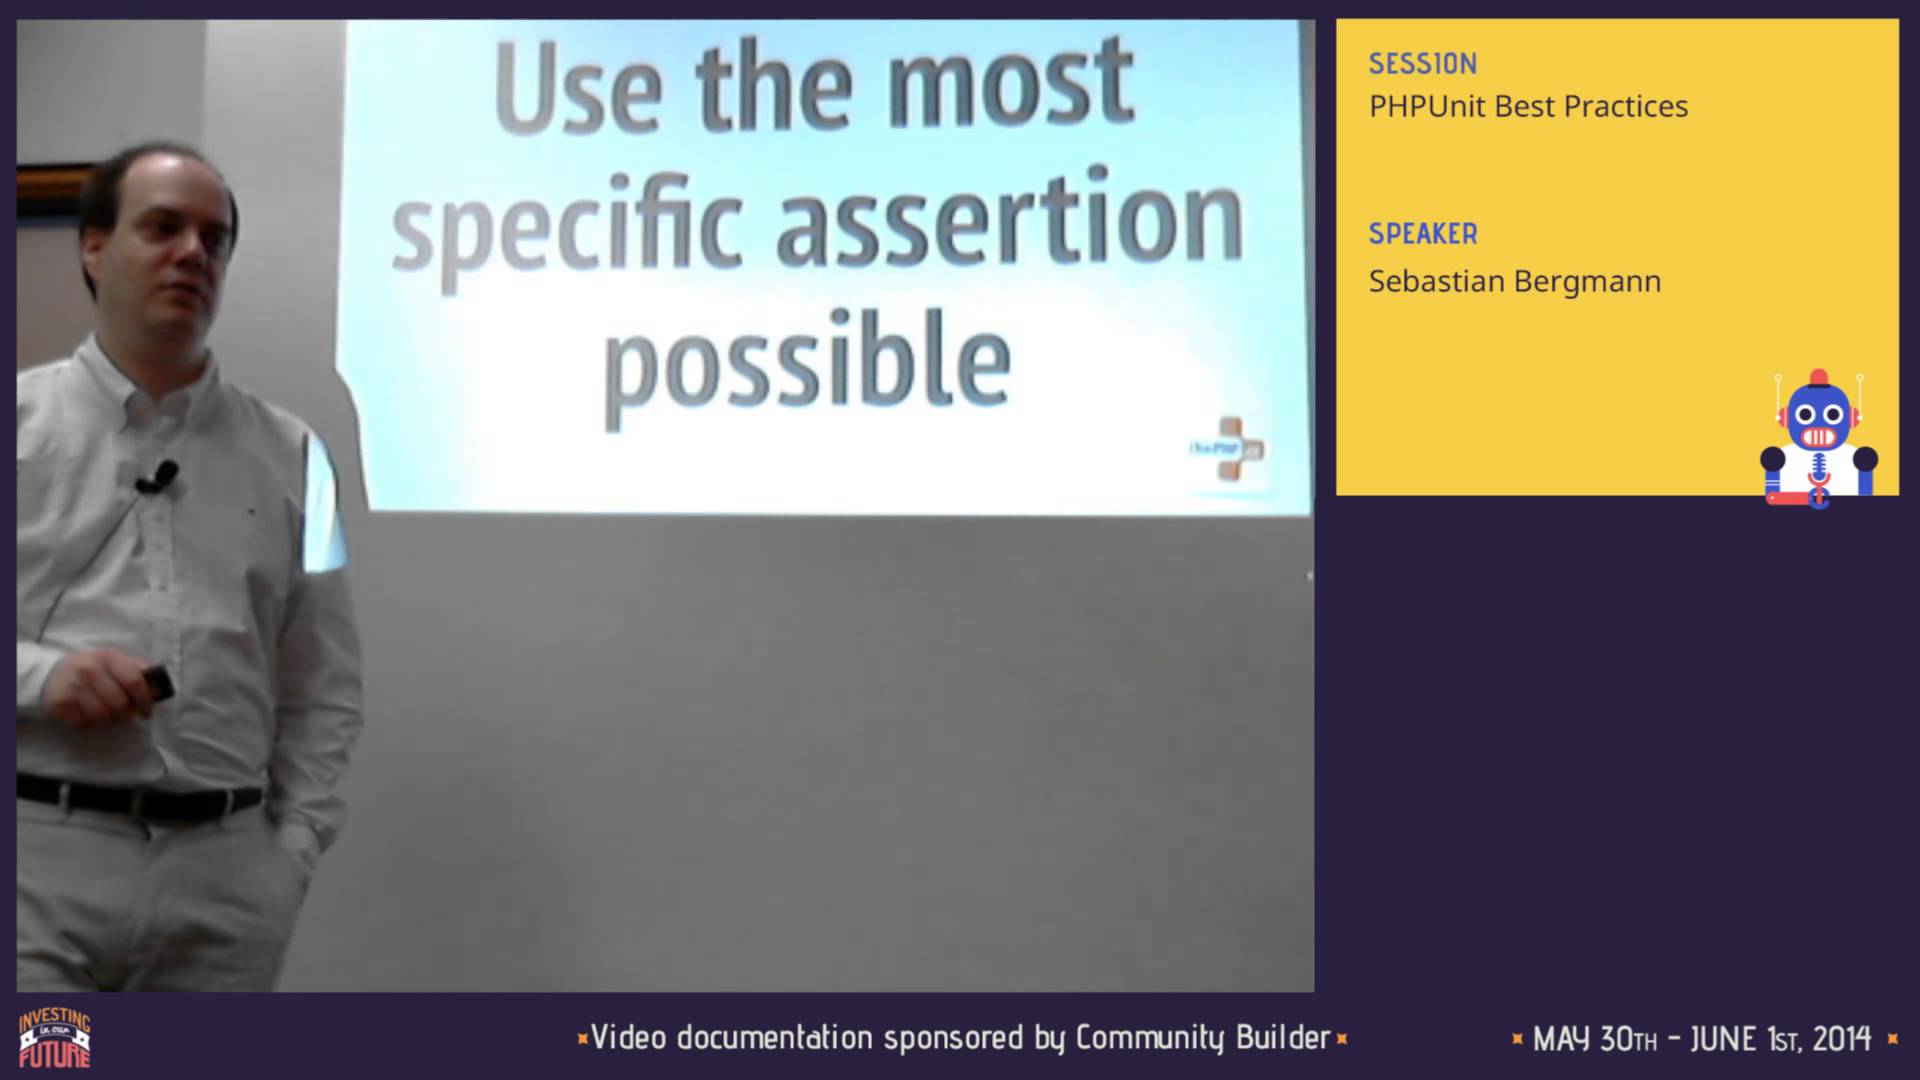 Use the most
specific assertion
possible
SESSION
PHPUnit Best Practices
SPEAKER
Sebastian Bergmann
INVESTING
in our
FUTURE
Video documentation sponsored by Community Builder
MAY 30TH - JUNE 1ST, 2014